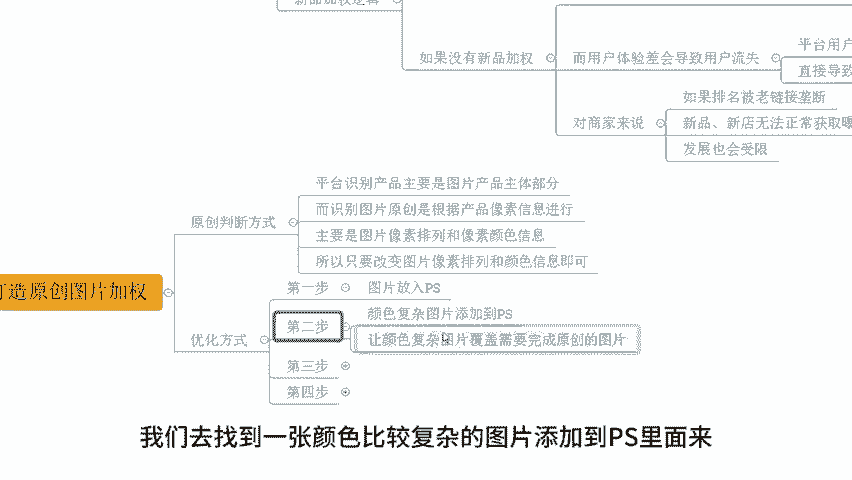 新品加权逻辑
如果没有新品加权
而用户体验差会导致用户流失
平台用户
直接导致
对商家来说
如果排名被老链接垄断
新品、新店无法正常获取曝
发展也会受限
打造原创图片加权
原创判断方式
平台识别产品主要是图片产品主体部分
而识别图片原创是根据产品像素信息进行
主要是图片像素排列和像素颜色信息
所以只要改变图片像素排列和颜色信息即可
优化方式
第一步
图片放入PS
第二步
颜色复杂图片添加到PS
让颜色复杂图片覆盖需要完成原创的图片
第三步
第四步
我们去找到一张颜色比较复杂的图片添加到PS里面来